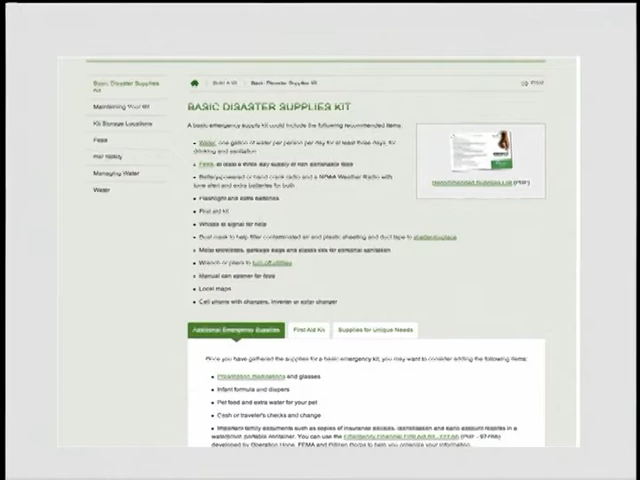 Basic Disaster Supplies
Kit
Maintaining Your Kit
Kit Storage Locations
Food
Managing Water
Water
Build A Kit
Basic Disaster Supplies Kit
Print
BASIC DISASTER SUPPLIES KIT
A basic emergency supply kit could include the following recommended items:
Water, one gallon of water per person per day for at least three days, for
drinking and sanitation
Food, at least a three-day supply of non-perishable food
Battery-powered or hand crank radio and a NOAA Weather Radio with
tone alert and extra batteries for both
Flashlight and extra batteries
First aid kit
Whistle to signal for help
Dust mask to help filter contaminated air and plastic sheeting and duct tape to shelter-in-place
Moist towelettes, garbage bags and plastic ties for personal sanitation
Wrench or pliers to turn off utilities
Manual can opener for food
Local maps
Cell phone with chargers, inverter or solar charger
Recommended Supplies List (PDF)
Additional Emergency Supplies
First Aid Kit
Supplies for Unique Needs
Once you have gathered the supplies for a basic emergency kit, you may want to consider adding the following items:
Prescription medications and glasses
Infant formula and diapers
Pet food and extra water for your pet
Cash or traveler's checks and change
Important family documents such as copies of insurance policies, identification and bank account records in a
waterproof, portable container. You can use the Emergency Financial First Aid Kit
developed by Operation Hope, FEMA and Citizen Corps to help you organize your information.